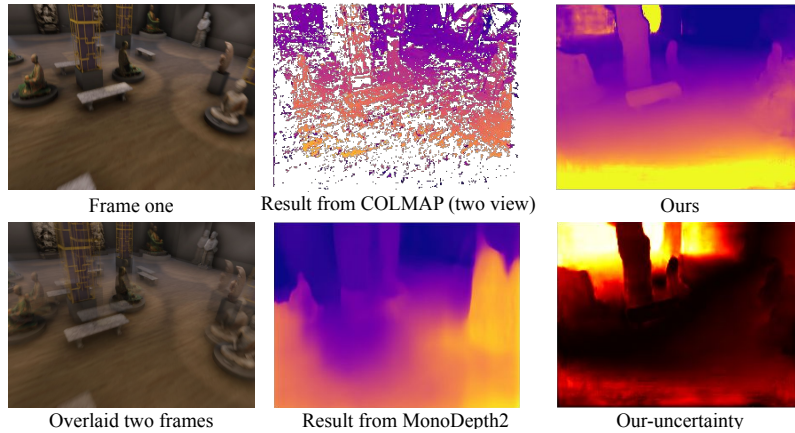 Frame one
Result from COLMAP (two view)
Ours
Overlaid two frames
Result from MonoDepth2
Our-uncertainty